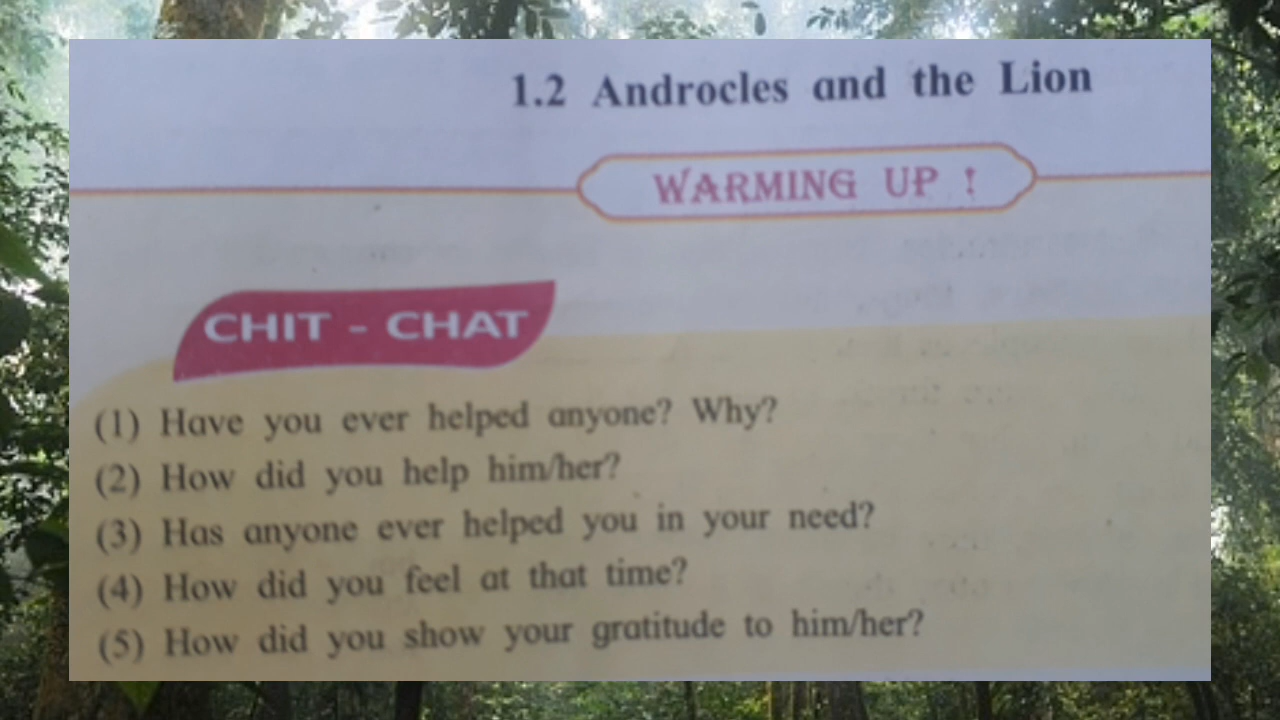 1.2 Androcles and the Lion
WARMING UP !
CHIT - CHAT
(1) Have you ever helped anyone? Why?
(2) How did you help him/her?
(3) Has anyone ever helped you in your need?
(4) How did you feel at that time?
(5) How did you show your gratitude to him/her?